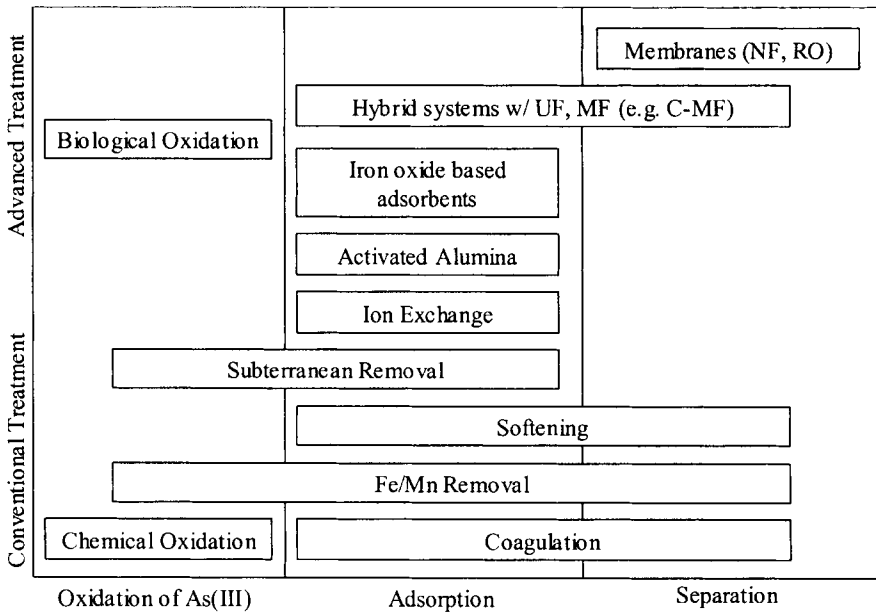 Advanced Treatment
Conventional Treatment
Membranes (NF, RO)
Hybrid systems w/ UF, MF (e.g. C-MF)
Biological Oxidation
Iron oxide based
adsorbents
Activated Alumina
Ion Exchange
Subterranean Removal
Softening
Fe/Mn Removal
Chemical Oxidation
Coagulation
Oxidation of As(III)
Adsorption
Separation